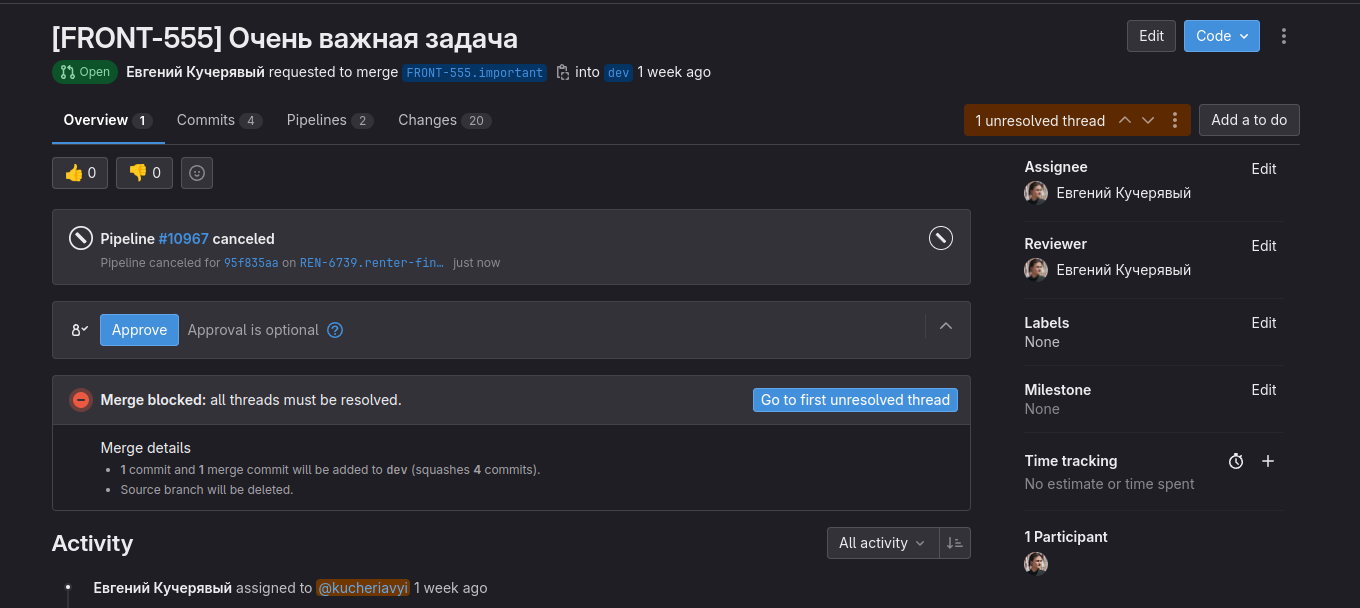 [FRONT-555] Очень важная задача
Edit
Code
Open
Евгений Кучерявый requested to merge FRONT-555.important into dev 1 week ago
Overview 1
Commits 4
Pipelines 2
Changes 20
1 unresolved thread
Add a to do
👍 0
👎 0
Pipeline #10967 canceled
Pipeline canceled for 95f835aa on REN-6739.renter-fin… just now
Approve
Approval is optional
Merge blocked: all threads must be resolved.
Go to first unresolved thread
Merge details
1 commit and 1 merge commit will be added to dev (squashes 4 commits).
Source branch will be deleted.
Activity
All activity
Евгений Кучерявый assigned to @kucheriavyi 1 week ago
Assignee
Edit
Евгений Кучерявый
Reviewer
Edit
Евгений Кучерявый
Labels
Edit
None
Milestone
Edit
None
Time tracking
No estimate or time spent
1 Participant